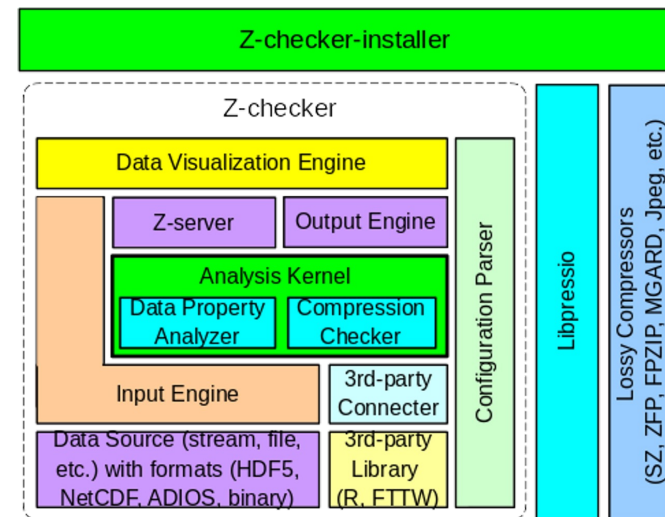 Z-checker-installer
Z-checker
Data Visualization Engine
Z-server
Output Engine
Analysis Kernel
Data Property
Analyzer
Compression
Checker
Input Engine
3rd-party
Connecter
Data Source (stream, file,
etc.) with formats (HDF5,
NetCDF, ADIOS, binary)
3rd-party
Library
(R, FTTW)
Configuration Parser
Libpressio
Lossy Compressors
(SZ, ZFP, FPZIP, MGARD, Jpeg, etc.)